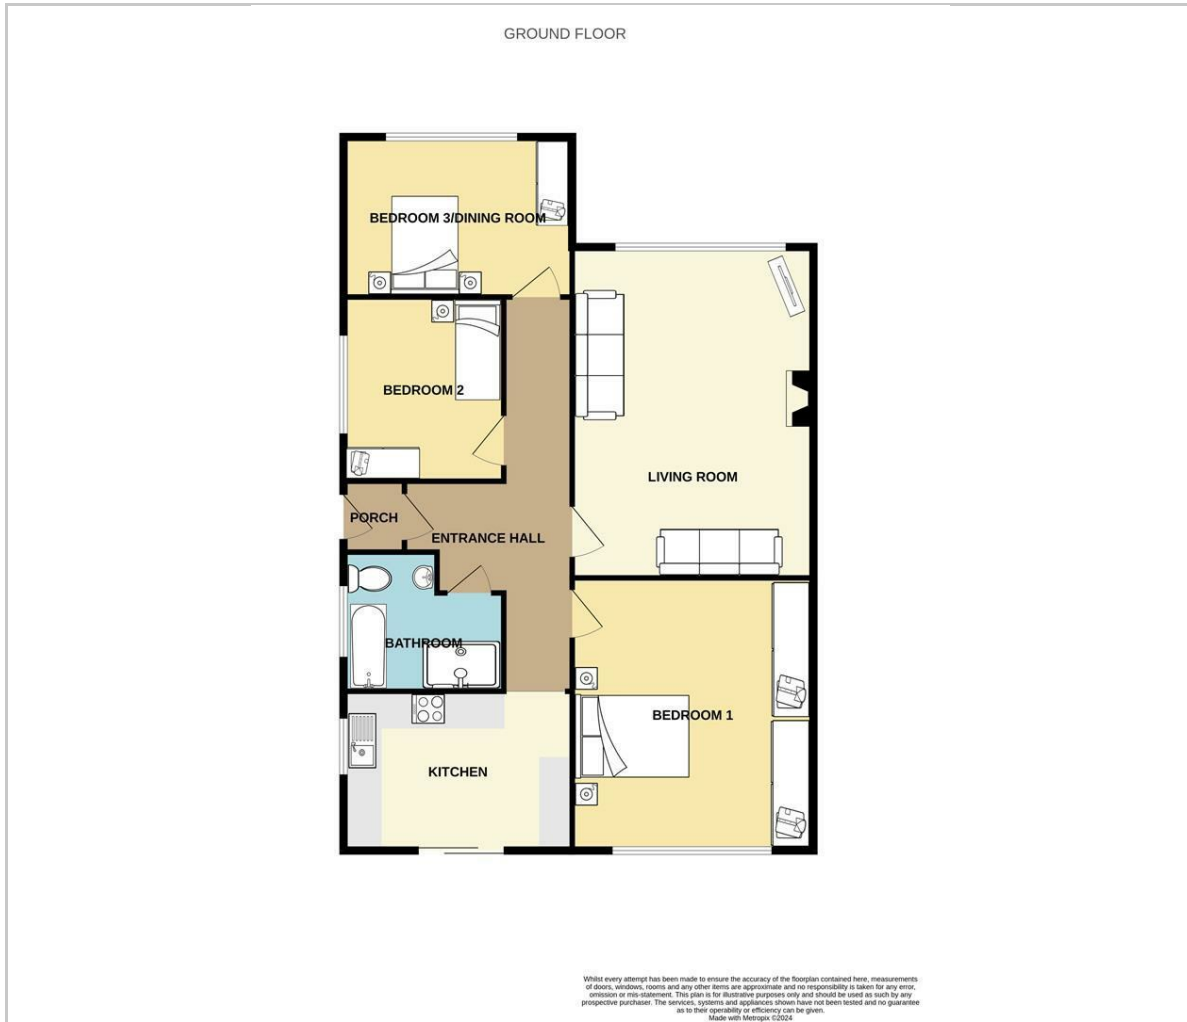 GROUND FLOOR
BEDROOM 3/DINING ROOM
BEDROOM 2
LIVING ROOM
PORCH
ENTRANCE HALL
BATHROOM
BEDROOM 1
KITCHEN
Whilst every attempt has been made to ensure the accuracy of the floorplan contained here, measurements
of doors, windows, rooms and any other items are approximate and no responsibility is taken for any error,
omission or mis-statement. This plan is for illustrative purposes only and should be used as such by any
prospective purchaser. The services, systems and appliances shown have not been tested and no guarantee
as to their operability or efficiency can be given.
Made with Metropix ©2024